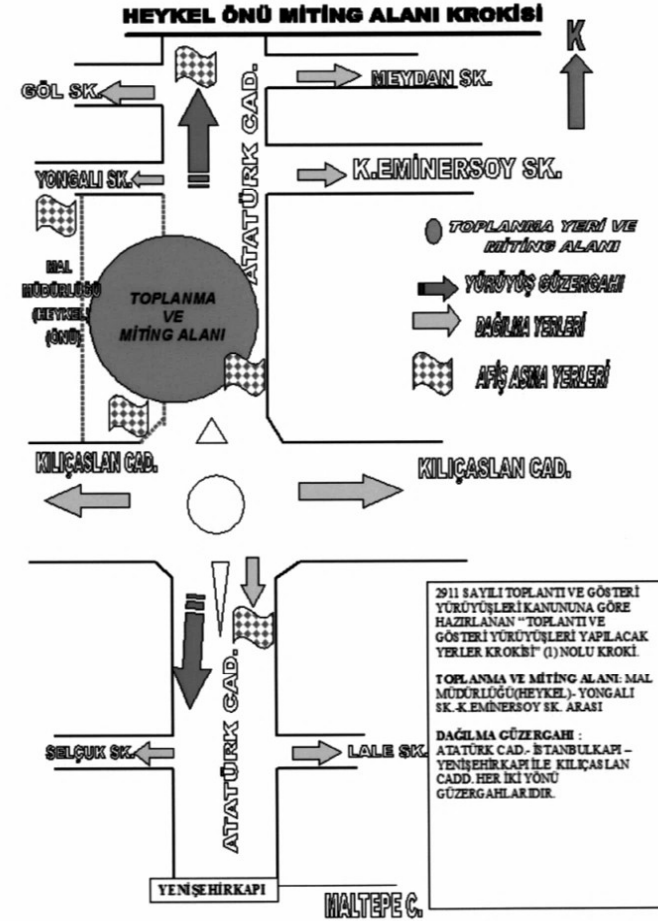 HEYKEL ÖNÜ MİTİNG ALANI KROKİSİ
K
GÖL SK.
ATATÜRK CAD.
MEYDAN SK.
YONGALI SK.
K.EMİNERSOY SK.
TOPLANMA YERİ VE
MİTİNG ALANI
MAL
MÜDÜRLÜĞÜ
(HEYKEL)
(ÖNÜ)
TOPLANMA
VE
MİTİNG ALANI
YÜRÜYÜŞ GÜZERGAHI
DAĞILMA YERLERİ
AFİŞ ASMA YERLERİ
KILIÇASLAN CAD.
KILIÇASLAN CAD.
2911 SAYILI TOPLANTI VE GÖSTERİ
YÜRÜYÜŞLERİ KANUNUNA GÖRE
HAZIRLANAN "TOPLANTI VE
GÖSTERİ YÜRÜYÜŞLERİ YAPILACAK
YERLER KROKİSİ" (1) NOLU KROKİ.
TOPLANMA VE MİTİNG ALANI: MAL
MÜDÜRLÜĞÜ(HEYKEL)- YONGALI
SK.-K.EMİNERSOY SK. ARASI
DAĞILMA GÜZERGAHI :
ATATÜRK CAD.- İSTANBULKAPI –
YENİŞEHİRKAPI İLE KILIÇASLAN
CADD. HER İKİ YÖNÜ
GÜZERGAHLARIDIR.
SELÇUK SK.
ATATÜRK CAD.
LALE SK.
YENİŞEHİRKAPI
MALTEPE C.